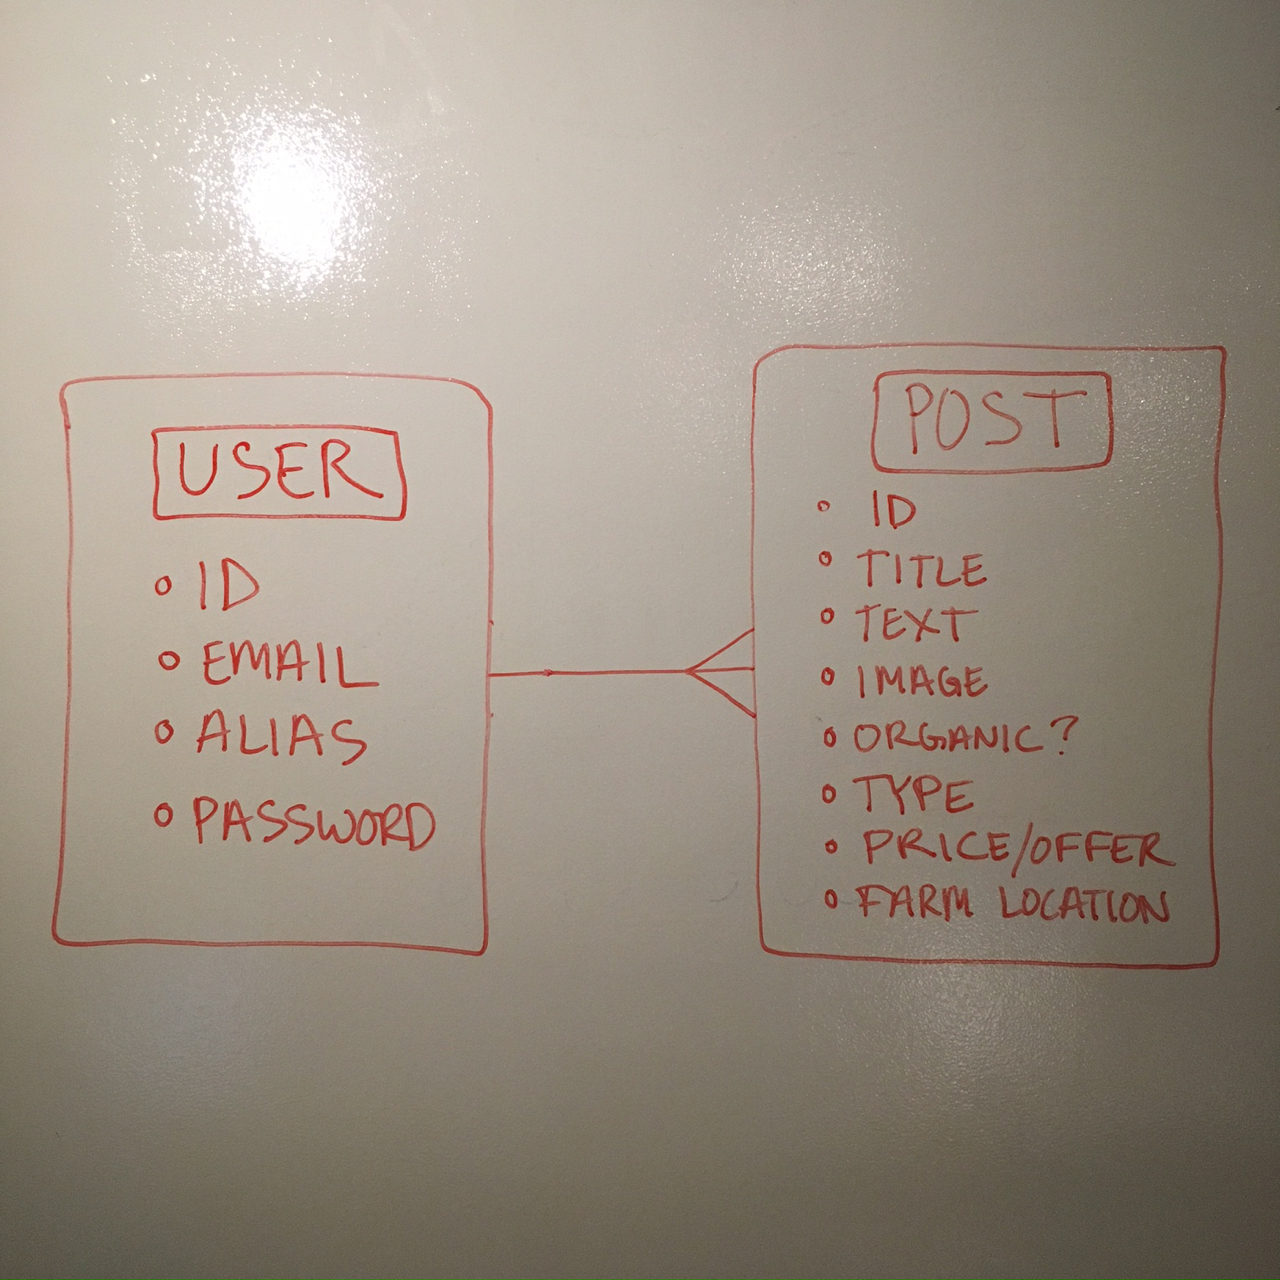 USER
ID
EMAIL
ALIAS
PASSWORD
POST
ID
TITLE
TEXT
IMAGE
ORGANIC?
TYPE
PRICE/OFFER
FARM LOCATION